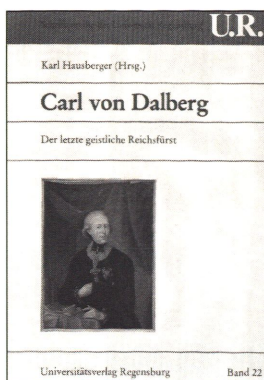 U.R.
Karl Hausberger (Hrsg.)
Carl von Dalberg
Der letzte geistliche Reichsfürst
Universitätsverlag Regensburg Band 22